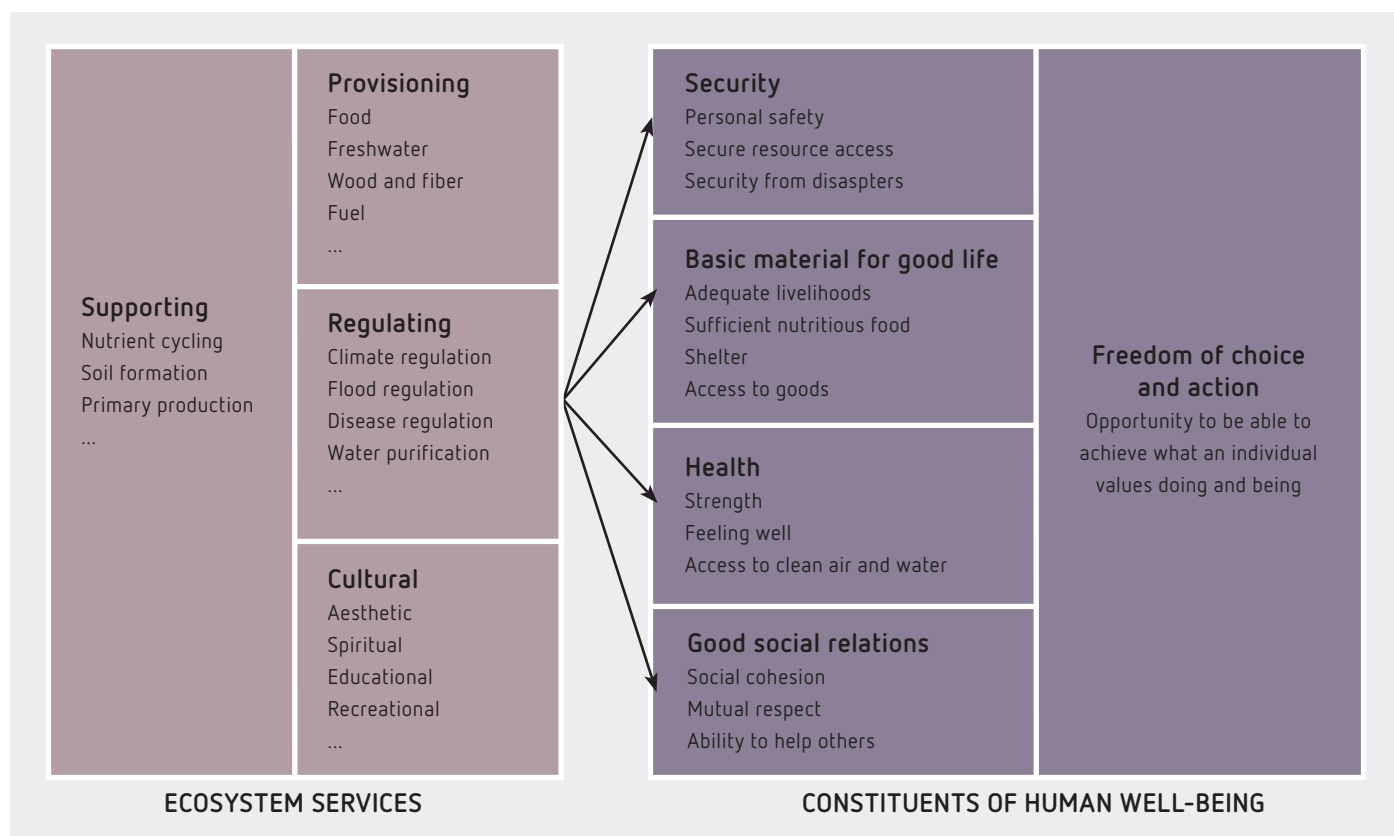 Supporting
Nutrient cycling
Soil formation
Primary production
...
Provisioning
Food
Freshwater
Wood and fiber
Fuel
...
Regulating
Climate regulation
Flood regulation
Disease regulation
Water purification
...
Cultural
Aesthetic
Spiritual
Educational
Recreational
...
ECOSYSTEM SERVICES
Security
Personal safety
Secure resource access
Security from disaspters
Basic material for good life
Adequate livelihoods
Sufficient nutritious food
Shelter
Access to goods
Health
Strength
Feeling well
Access to clean air and water
Good social relations
Social cohesion
Mutual respect
Ability to help others
Freedom of choice
and action
Opportunity to be able to
achieve what an individual
values doing and being
CONSTITUENTS OF HUMAN WELL-BEING